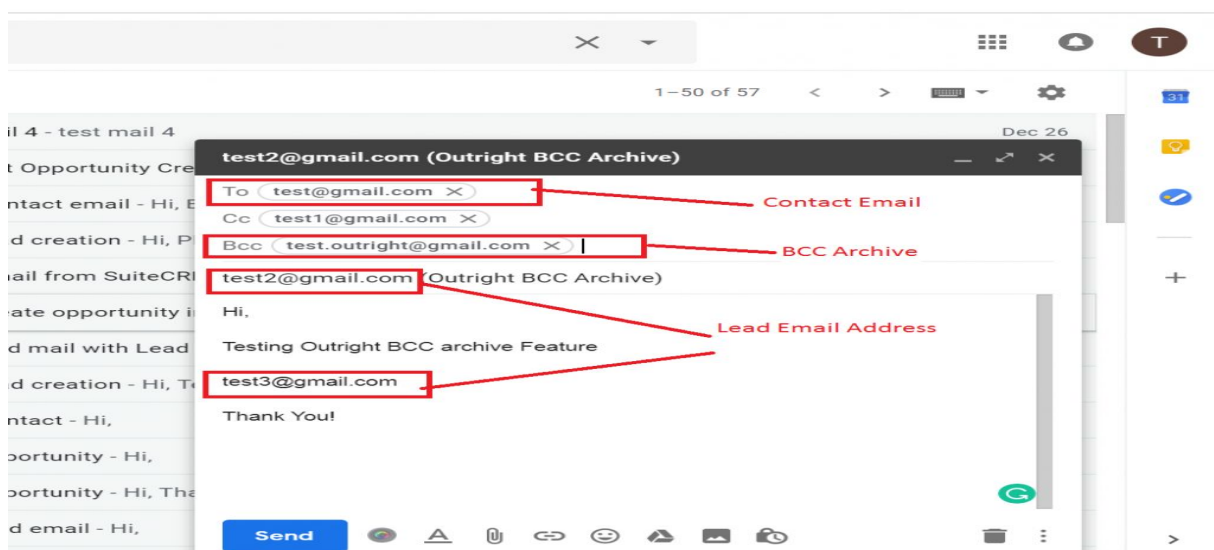 T
1–50 of 57
31
il 4 - test mail 4
Dec 26
test2@gmail.com (Outright BCC Archive)
t Opportunity Cre
To test@gmail.com
Contact Email
ntact email - Hi, E
Cc test1@gmail.com
d creation - Hi, P
Bcc test.outright@gmail.com
BCC Archive
ail from SuiteCRI
test2@gmail.com (Outright BCC Archive)
ate opportunity i
Hi,
Lead Email Address
d mail with Lead
Testing Outright BCC archive Feature
d creation - Hi, Te
test3@gmail.com
ntact - Hi,
Thank You!
portunity - Hi,
portunity - Hi, Tha
d email - Hi,
Send